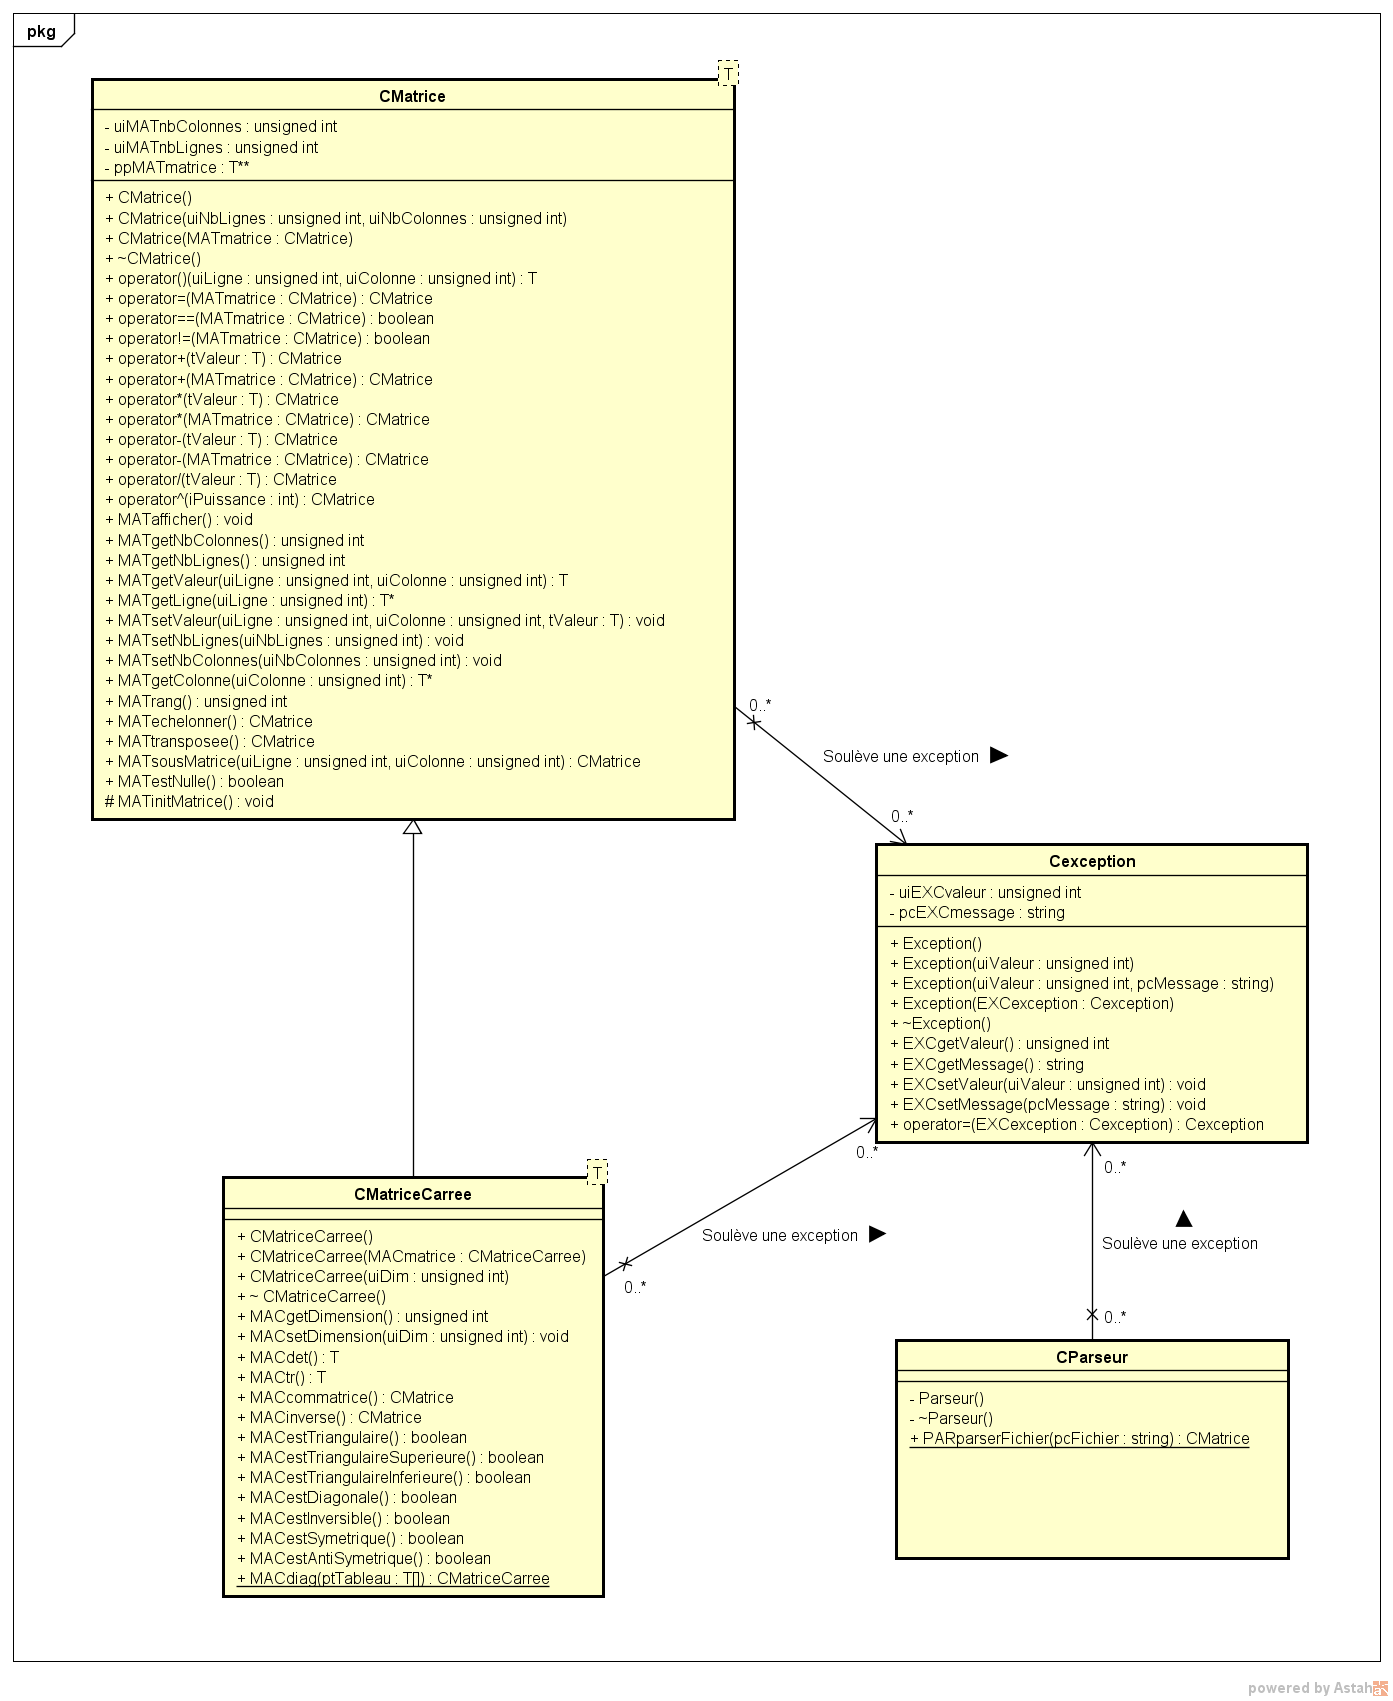 pkg
T
CMatrice
- uiMATnbColonnes : unsigned int
- uiMATnbLignes : unsigned int
- ppMATmatrice : T**
+ CMatrice()
+ CMatrice(uiNbLignes : unsigned int, uiNbColonnes : unsigned int)
+ CMatrice(MATmatrice : CMatrice)
+ ~CMatrice()
+ operator()(uiLigne : unsigned int, uiColonne : unsigned int) : T
+ operator=(MATmatrice : CMatrice) : CMatrice
+ operator==(MATmatrice : CMatrice) : boolean
+ operator!=(MATmatrice : CMatrice) : boolean
+ operator+(tValeur : T) : CMatrice
+ operator+(MATmatrice : CMatrice) : CMatrice
+ operator*(tValeur : T) : CMatrice
+ operator*(MATmatrice : CMatrice) : CMatrice
+ operator-(tValeur : T) : CMatrice
+ operator-(MATmatrice : CMatrice) : CMatrice
+ operator/(tValeur : T) : CMatrice
+ operator^(iPuissance : int) : CMatrice
+ MATafficher() : void
+ MATgetNbColonnes() : unsigned int
+ MATgetNbLignes() : unsigned int
+ MATgetValeur(uiLigne : unsigned int, uiColonne : unsigned int) : T
+ MATgetLigne(uiLigne : unsigned int) : T*
+ MATsetValeur(uiLigne : unsigned int, uiColonne : unsigned int, tValeur : T) : void
+ MATsetNbLignes(uiNbLignes : unsigned int) : void
+ MATsetNbColonnes(uiNbColonnes : unsigned int) : void
+ MATgetColonne(uiColonne : unsigned int) : T*
+ MATrang() : unsigned int
+ MATechelonner() : CMatrice
+ MATtransposee() : CMatrice
+ MATsousMatrice(uiLigne : unsigned int, uiColonne : unsigned int) : CMatrice
+ MATestNulle() : boolean
# MATinitMatrice() : void
0..*
Soulève une exception
0..*
Cexception
- uiEXCvaleur : unsigned int
- pcEXCmessage : string
+ Exception()
+ Exception(uiValeur : unsigned int)
+ Exception(uiValeur : unsigned int, pcMessage : string)
+ Exception(EXCexception : Cexception)
+ ~Exception()
+ EXCgetValeur() : unsigned int
+ EXCgetMessage() : string
+ EXCsetValeur(uiValeur : unsigned int) : void
+ EXCsetMessage(pcMessage : string) : void
+ operator=(EXCexception : Cexception) : Cexception
0..*
Soulève une exception
0..*
0..*
Soulève une exception
0..*
T
CMatriceCarree
+ CMatriceCarree()
+ CMatriceCarree(MACmatrice : CMatriceCarree)
+ CMatriceCarree(uiDim : unsigned int)
+ ~ CMatriceCarree()
+ MACgetDimension() : unsigned int
+ MACsetDimension(uiDim : unsigned int) : void
+ MACdet() : T
+ MACtr() : T
+ MACcommatrice() : CMatrice
+ MACinverse() : CMatrice
+ MACestTriangulaire() : boolean
+ MACestTriangulaireSuperieure() : boolean
+ MACestTriangulaireInferieure() : boolean
+ MACestDiagonale() : boolean
+ MACestInversible() : boolean
+ MACestSymetrique() : boolean
+ MACestAntiSymetrique() : boolean
+ MACdiag(ptTableau : T[]) : CMatriceCarree
CParseur
- Parseur()
- ~Parseur()
+ PARparserFichier(pcFichier : string) : CMatrice
powered by Astah